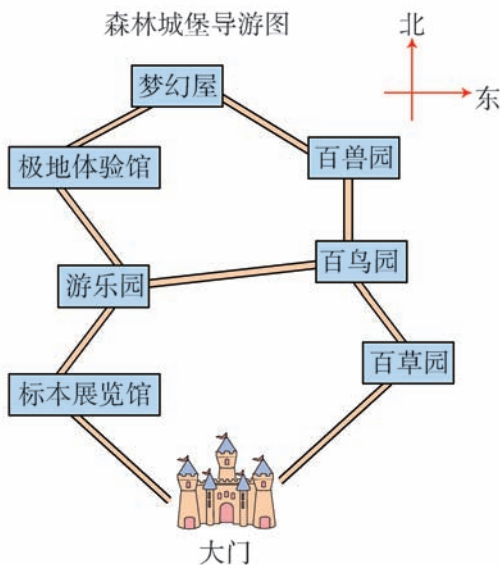 森林城堡导游图
北
东
梦幻屋
百兽园
极地体验馆
百鸟园
游乐园
百草园
标本展览馆
大门